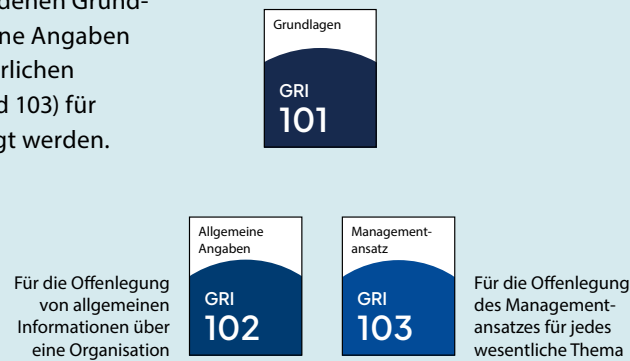 denen Grund-
ne Angaben
rlichen
d 103) für
gt werden.
Grundlagen
GRI
101
Für die Offenlegung
von allgemeinen
Informationen über
eine Organisation
Allgemeine
Angaben
GRI
102
Management-
ansatz
GRI
103
Für die Offenlegung
des Management-
ansatzes für jedes
wesentliche Thema